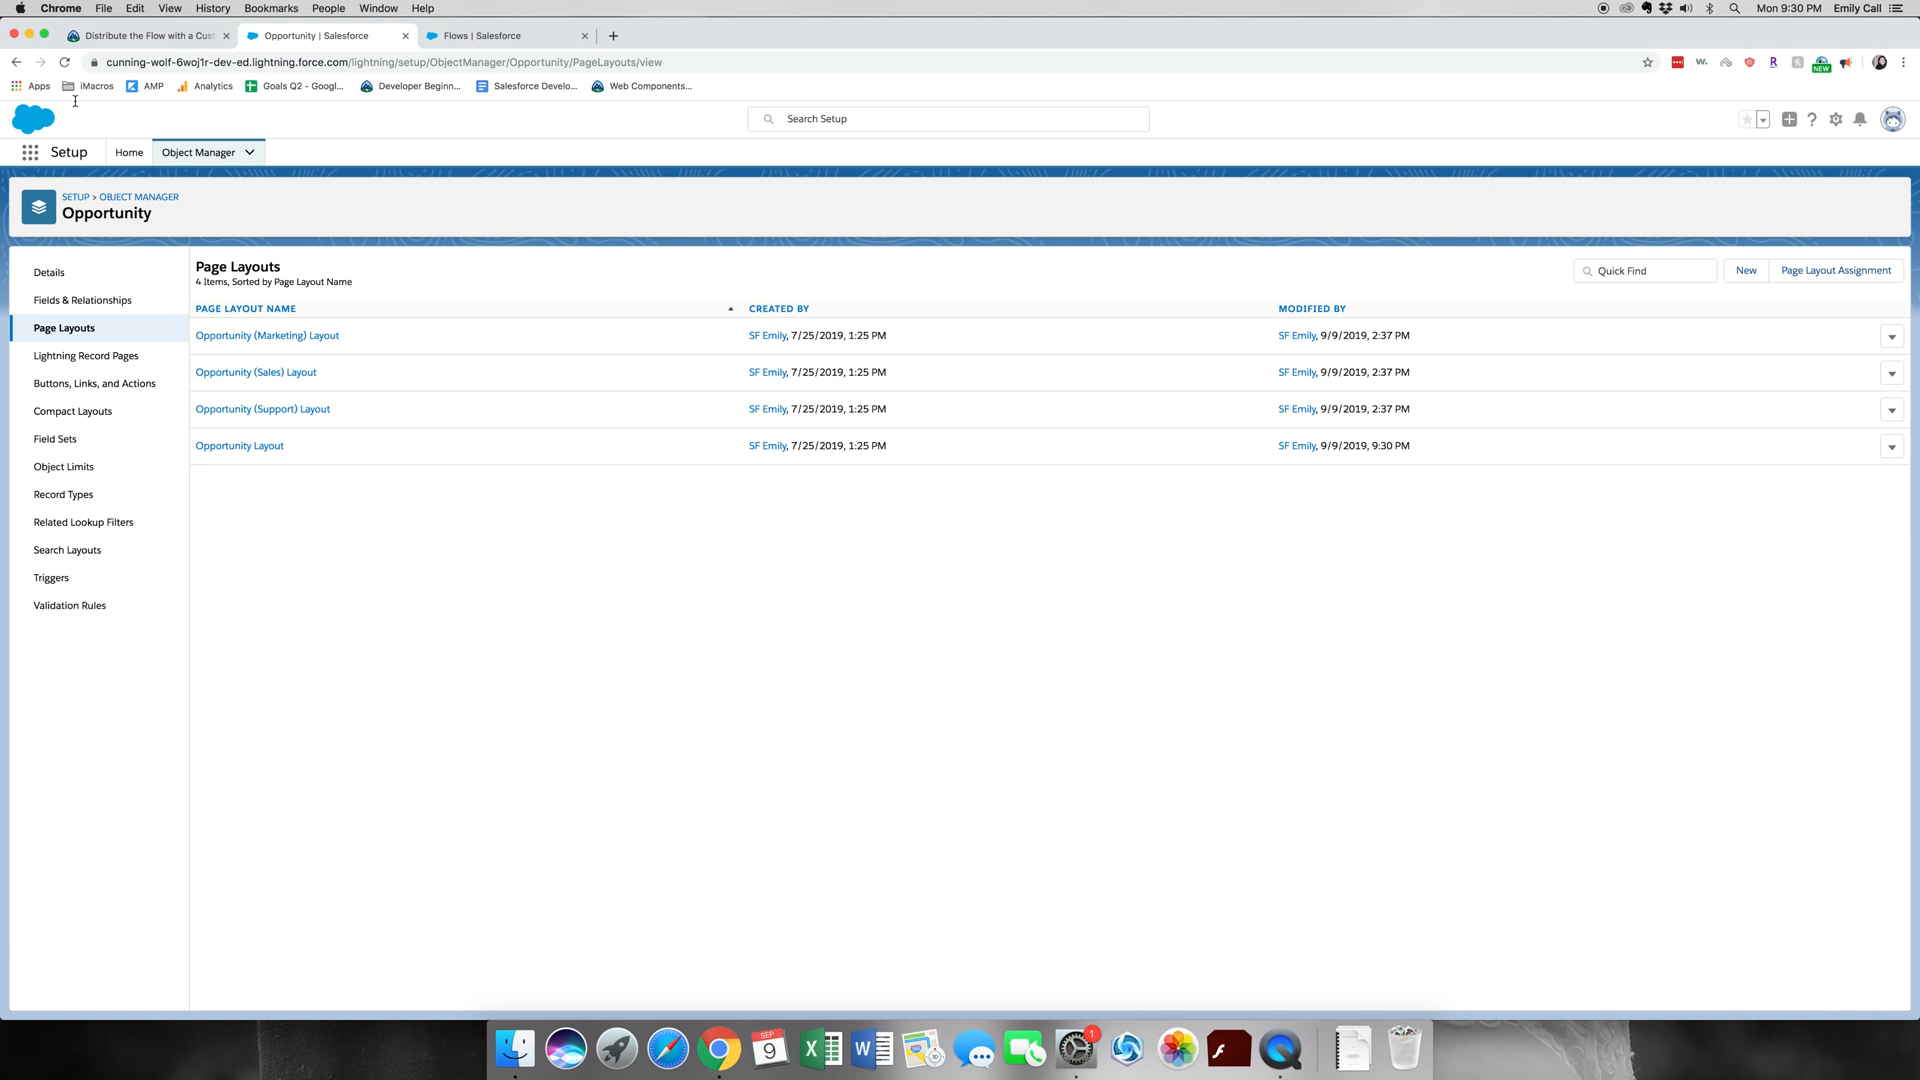 Chrome File Edit View History Bookmarks People Window Help Mon 9:30 PM Emily Call
Distribute the Flow with a Cust Opportunity | Salesforce Flows | Salesforce
cunning-wolf-6woj1r-dev-ed.lightning.force.com/lightning/setup/ObjectManager/Opportunity/PageLayouts/view
Apps iMacros AMP Analytics Goals Q2 - Googl... Developer Beginn... Salesforce Develo... Web Components...
NEW
Search Setup
Setup Home Object Manager
SETUP > OBJECT MANAGER
Opportunity
Details
Fields & Relationships
Page Layouts
Lightning Record Pages
Buttons, Links, and Actions
Compact Layouts
Field Sets
Object Limits
Record Types
Related Lookup Filters
Search Layouts
Triggers
Validation Rules
Page Layouts
4 Items, Sorted by Page Layout Name
Quick Find New Page Layout Assignment
PAGE LAYOUT NAME CREATED BY MODIFIED BY
Opportunity (Marketing) Layout SF Emily, 7/25/2019, 1:25 PM SF Emily, 9/9/2019, 2:37 PM
Opportunity (Sales) Layout SF Emily, 7/25/2019, 1:25 PM SF Emily, 9/9/2019, 2:37 PM
Opportunity (Support) Layout SF Emily, 7/25/2019, 1:25 PM SF Emily, 9/9/2019, 2:37 PM
Opportunity Layout SF Emily, 7/25/2019, 1:25 PM SF Emily, 9/9/2019, 9:30 PM
SEP
9
1